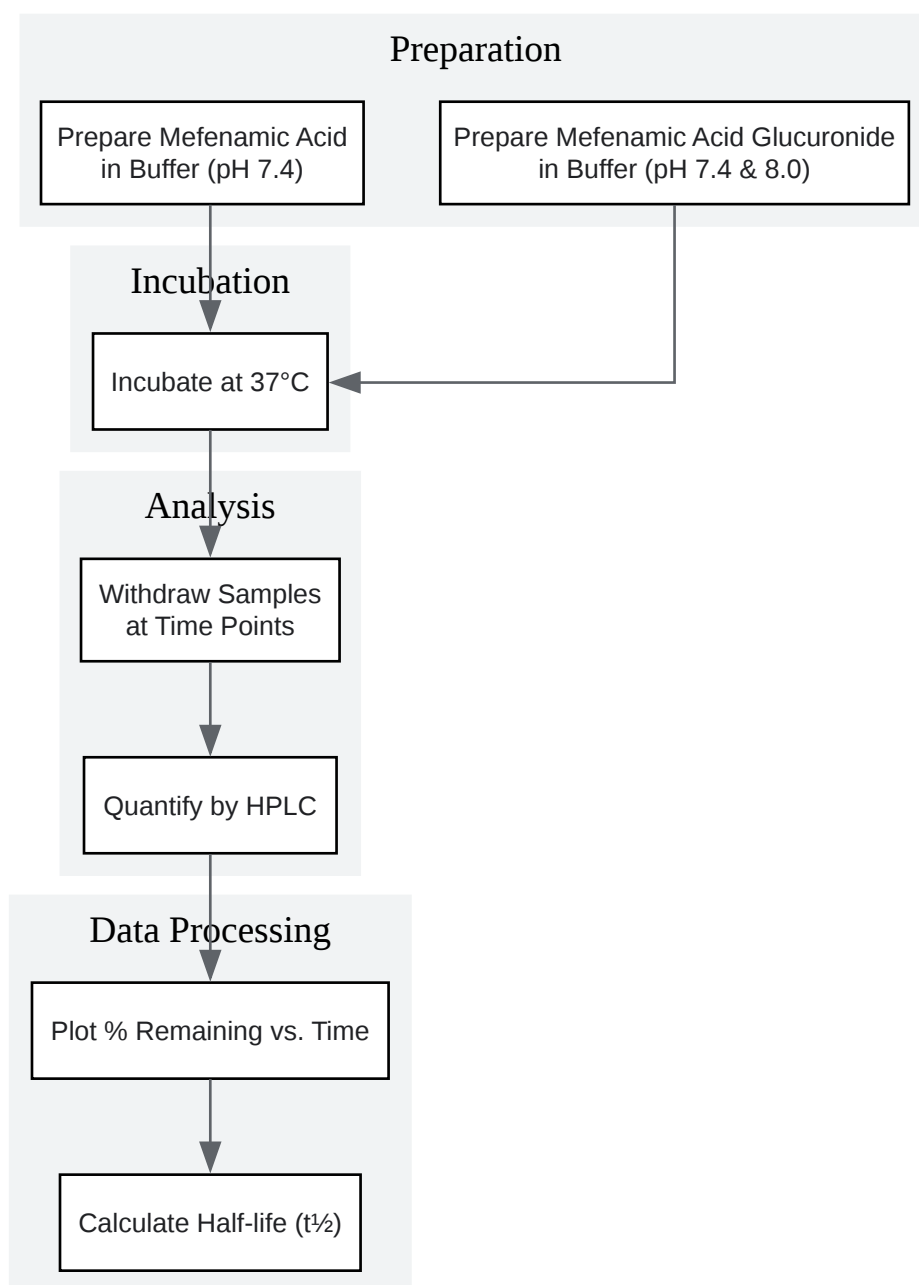 Preparation
Prepare Mefenamic Acid
in Buffer (pH 7.4)
Prepare Mefenamic Acid Glucuronide
in Buffer (pH 7.4 & 8.0)
Incubation
Incubate at 37°C
Analysis
Withdraw Samples
at Time Points
Quantify by HPLC
Data Processing
Plot % Remaining vs. Time
Calculate Half-life (t½)